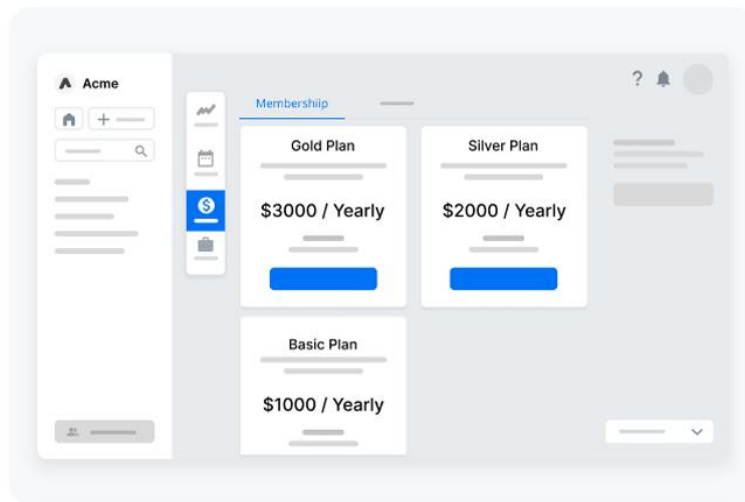 Acme
?
Membershiip
Gold Plan
Silver Plan
$3000 / Yearly
$2000 / Yearly
$
Basic Plan
$1000 / Yearly